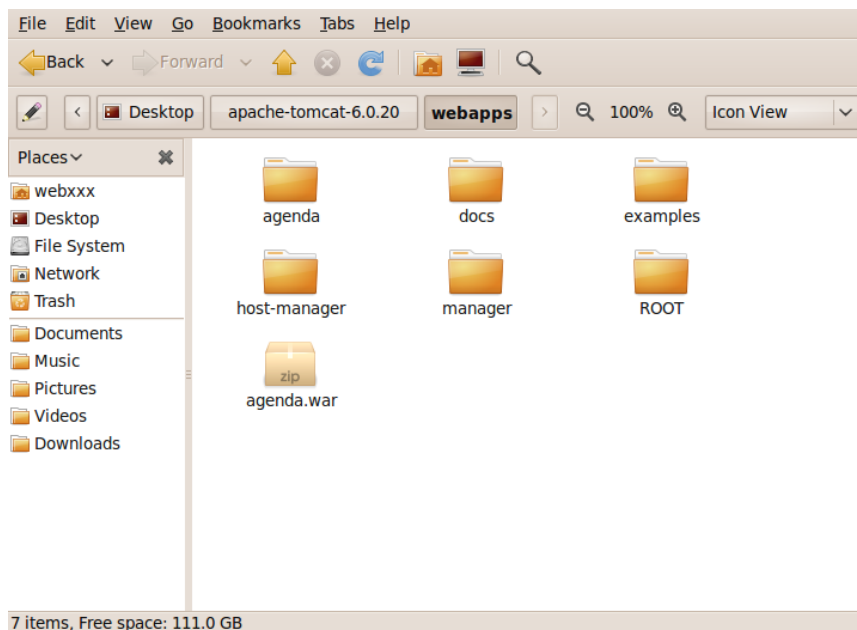 File Edit View Go Bookmarks Tabs Help
Back Forward
Desktop apache-tomcat-6.0.20 webapps 100% Icon View
Places
webxxx
Desktop
File System
Network
Trash
Documents
Music
Pictures
Videos
Downloads
agenda docs examples
host-manager manager ROOT
zip
agenda.war
7 items, Free space: 111.0 GB